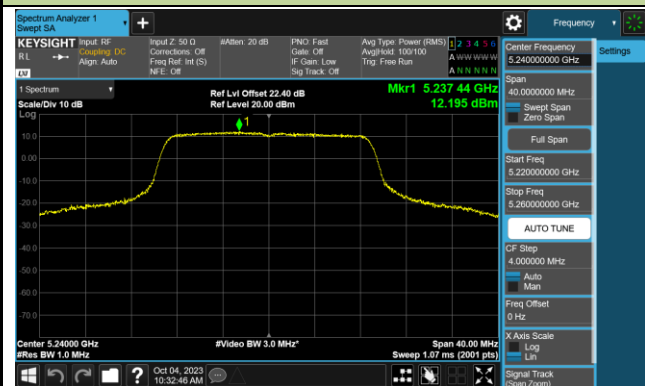 Spectrum Analyzer 1
Swept SA
Frequency
KEYSIGHT
RL
Input: RF
Coupling: DC
Align: Auto
Input Z: 50 Ω
Corrections: Off
Freq Ref: Int (S)
NFE: Off
#Atten: 20 dB
PNO: Fast
Gate: Off
IF Gain: Low
Sig Track: Off
Avg Type: Power (RMS)
Avg|Hold: 100/100
Trig: Free Run
1 2 3 4 5 6
A W W W W W
A N N N N N
LXI
1 Spectrum
Scale/Div 10 dB
Log
Ref Lvl Offset 22.40 dB
Ref Level 20.00 dBm
Mkr1 5.237 44 GHz
12.195 dBm
1
10.0
0.00
-10.0
-20.0
-30.0
-40.0
-50.0
-60.0
-70.0
Center 5.24000 GHz
#Res BW 1.0 MHz
#Video BW 3.0 MHz*
Span 40.00 MHz
Sweep 1.07 ms (2001 pts)
Center Frequency
5.240000000 GHz
Settings
Span
40.0000000 MHz
Swept Span
Zero Span
Full Span
Start Freq
5.220000000 GHz
Stop Freq
5.260000000 GHz
AUTO TUNE
CF Step
4.000000 MHz
Auto
Man
Freq Offset
0 Hz
X Axis Scale
Log
Lin
Signal Track
(Span Zoom)
Oct 04, 2023
10:32:46 AM